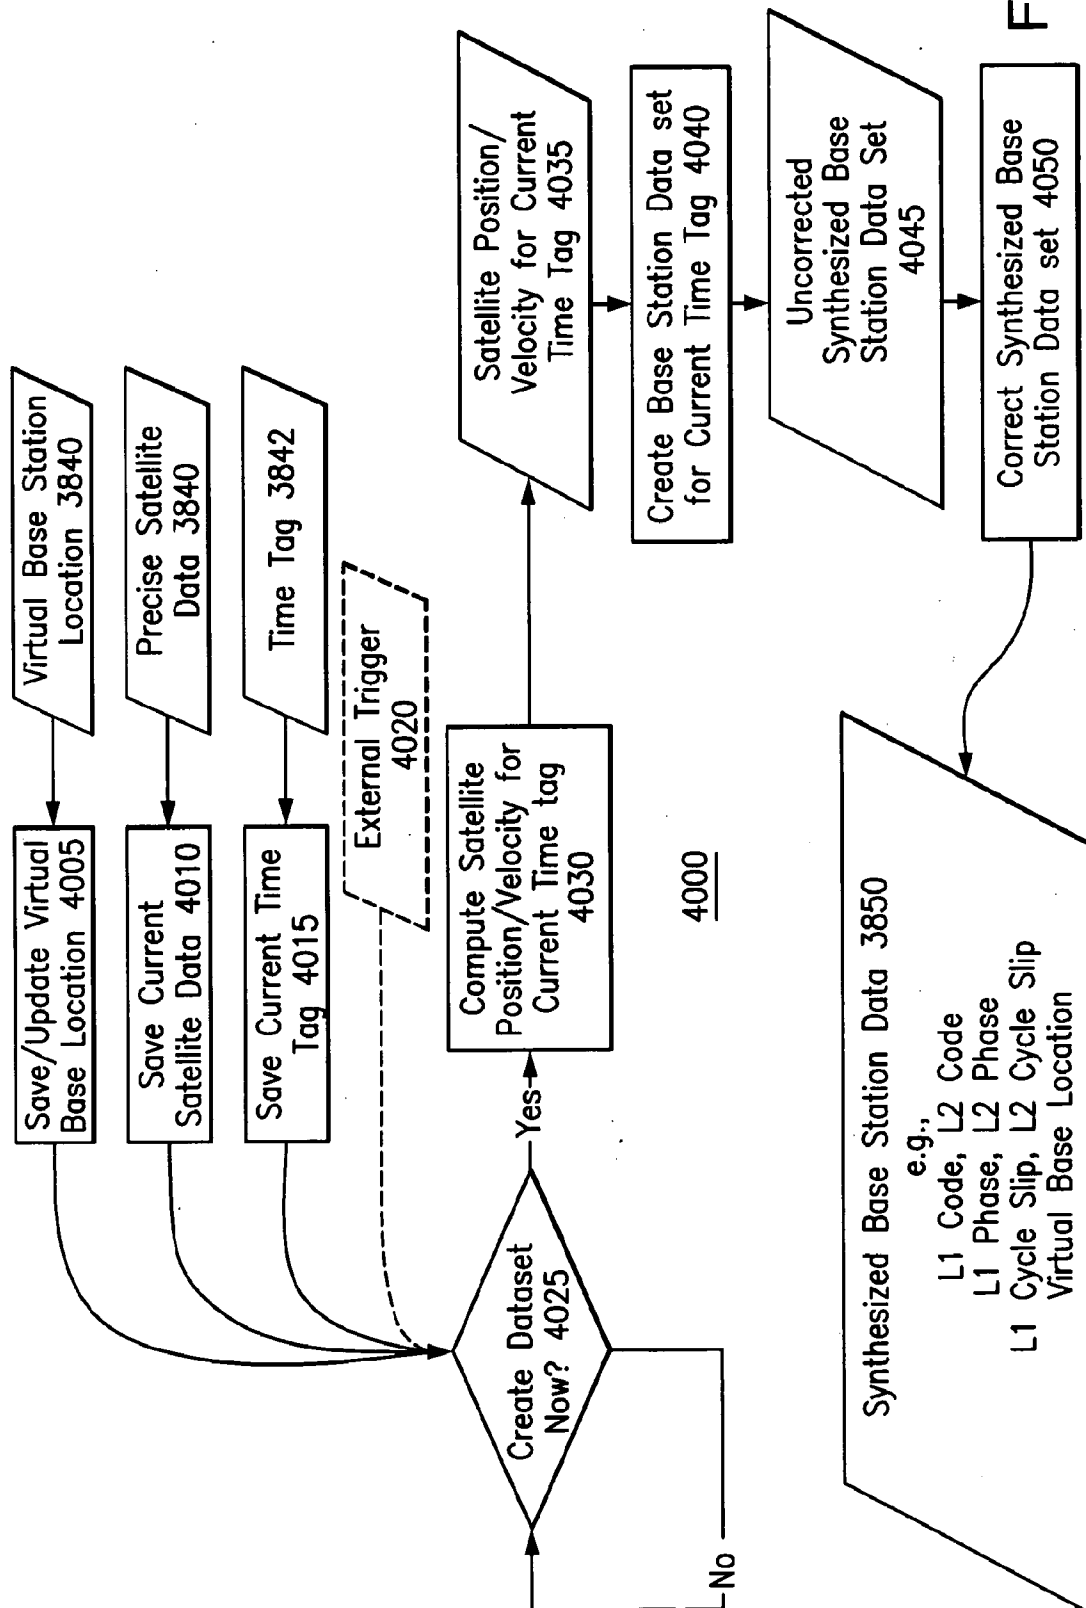 Virtual Base Station
Location 3840
Save/Update Virtual
Base Location 4005
Precise Satellite
Data 3840
Save Current
Satellite Data 4010
Time Tag 3842
Save Current Time
Tag 4015
External Trigger
4020
Create Dataset
Now? 4025
Yes
No
Compute Satellite
Position/Velocity for
Current Time tag
4030
Satellite Position/
Velocity for Current
Time Tag 4035
Create Base Station Data set
for Current Time Tag 4040
Uncorrected
Synthesized Base
Station Data Set
4045
Correct Synthesized Base
Station Data set 4050
4000
Synthesized Base Station Data 3850
e.g.,
L1 Code, L2 Code
L1 Phase, L2 Phase
L1 Cycle Slip, L2 Cycle Slip
Virtual Base Location
F